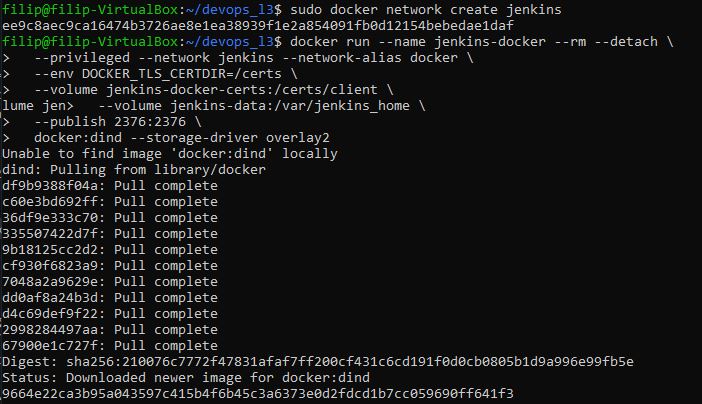 filip@filip-VirtualBox:~/devops_l3$ sudo docker network create jenkins
ee9c8aec9ca16474b3726ae8e1ea38939f1e2a854091fb0d12154bebedae1daf
filip@filip-VirtualBox:~/devops_l3$ docker run --name jenkins-docker --rm --detach \
>   --privileged --network jenkins --network-alias docker \
>   --env DOCKER_TLS_CERTDIR=/certs \
>   --volume jenkins-docker-certs:/certs/client \
lume jen>   --volume jenkins-data:/var/jenkins_home \
>   --publish 2376:2376 \
>   docker:dind --storage-driver overlay2
Unable to find image 'docker:dind' locally
dind: Pulling from library/docker
df9b9388f04a: Pull complete
c60e3bd692ff: Pull complete
36df9e333c70: Pull complete
335507422d7f: Pull complete
9b18125cc2d2: Pull complete
cf930f6823a9: Pull complete
7048a2a9629e: Pull complete
dd0af8a24b3d: Pull complete
d4c69def9f22: Pull complete
2998284497aa: Pull complete
67900e1c727f: Pull complete
Digest: sha256:210076c7772f47831afaf7ff200cf431c6cd191f0d0cb0805b1d9a996e99fb5e
Status: Downloaded newer image for docker:dind
9664e22ca3b95a043597c415b4f6b45c3a6373e0d2fdcd1b7cc059690ff641f3